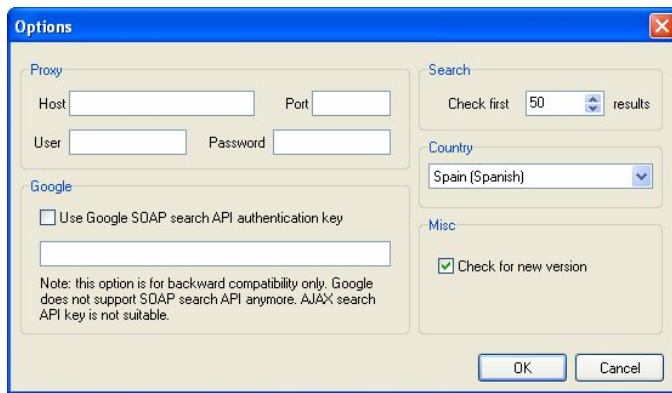 Options
Proxy
Host
Port
User
Password
Google
Use Google SOAP search API authentication key
Note: this option is for backward compatibility only. Google
does not support SOAP search API anymore. AJAX search
API key is not suitable.
Search
Check first 50 results
Country
Spain (Spanish)
Misc
Check for new version
OK
Cancel